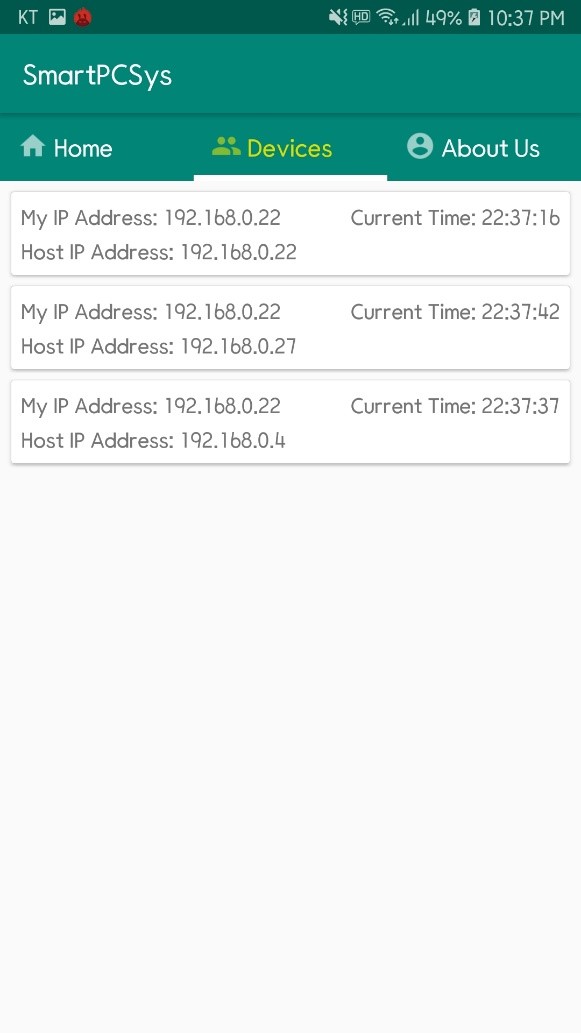 KT HD 49% 10:37 PM
SmartPCSys
Home Devices About Us
My IP Address: 192.168.0.22 Current Time: 22:37:16
Host IP Address: 192.168.0.22
My IP Address: 192.168.0.22 Current Time: 22:37:42
Host IP Address: 192.168.0.27
My IP Address: 192.168.0.22 Current Time: 22:37:37
Host IP Address: 192.168.0.4